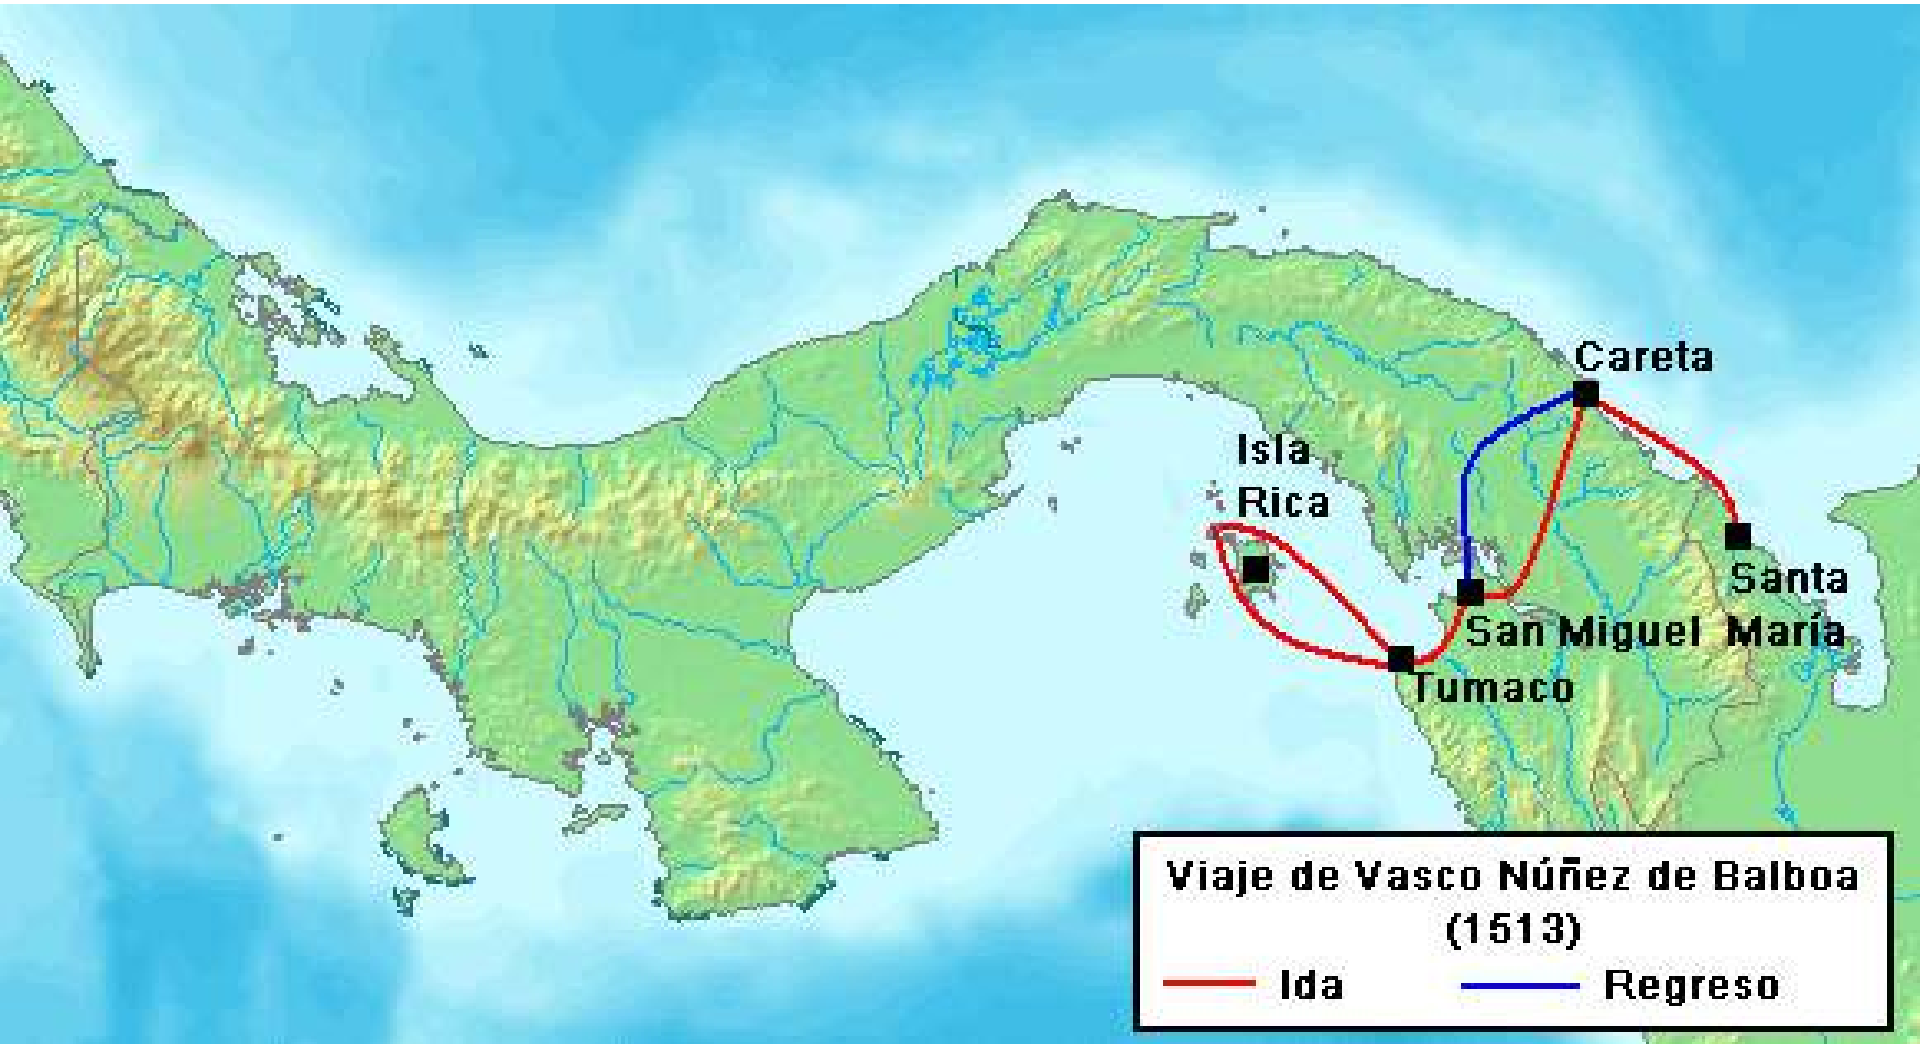 Careta
Isla
Rica
Santa
María
San Miguel
Tumaco
Viaje de Vasco Núñez de Balboa
(1513)
Ida
Regreso